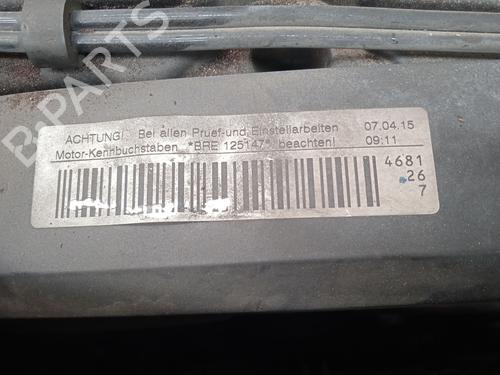 ACHTUNG! Bei allen Pruef-und Einstellarbeiten 07.04.15
Motor-Kennbuchstaben *BRE 125147* beachten! 09:11
4681
26
7
B-PARTS